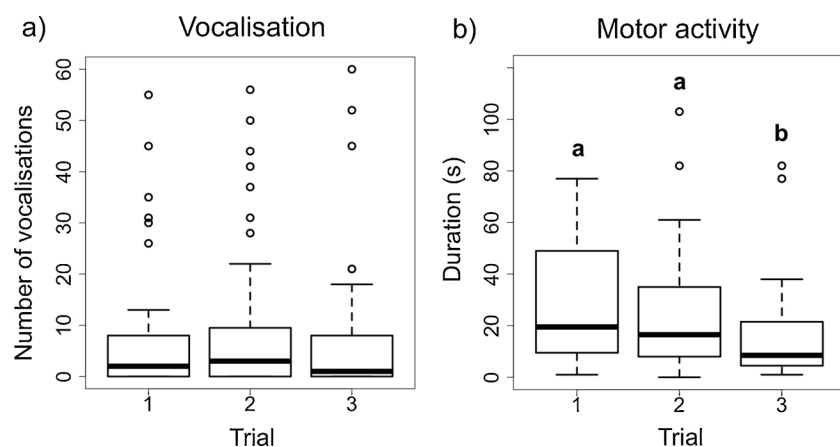 a) Vocalisation
Number of vocalisations
60
50
40
30
20
10
0
1 2 3
Trial
b) Motor activity
Duration (s)
100
80
60
40
20
0
a
a
b
1 2 3
Trial